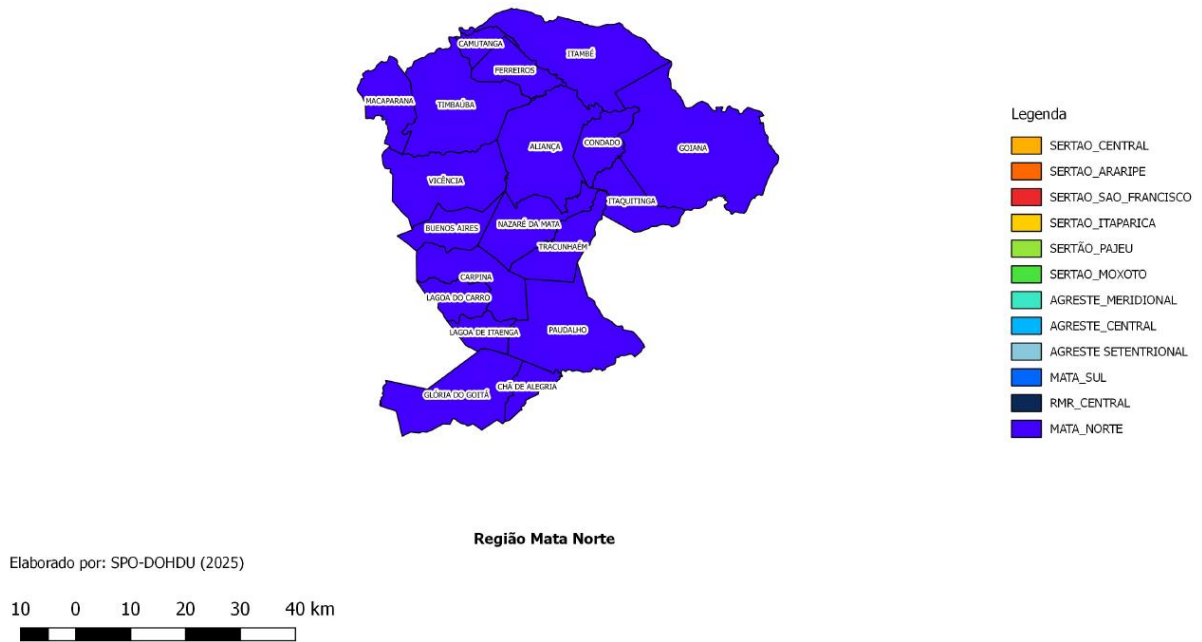 CAMUTANGA
ITAMBÉ
FERREIROS
MACAPARANA
TIMBAÚBA
ALIANÇA
CONDADO
GOIANA
VICÊNCIA
ITAQUITINGA
BUENOS AIRES
NAZARÉ DA MATA
TRACUNHAÉM
CARPINA
LAGOA DO CARRO
LAGOA DE ITAENGA
PAUDALHO
GLÓRIA DO GOITÁ
CHÃ DE ALEGRIA
Legenda
SERTAO_CENTRAL
SERTAO_ARARIPE
SERTAO_SAO_FRANCISCO
SERTAO_ITAPARICA
SERTÃO_PAJEU
SERTAO_MOXOTO
AGRESTE_MERIDIONAL
AGRESTE_CENTRAL
AGRESTE SETENTRIONAL
MATA_SUL
RMR_CENTRAL
MATA_NORTE
Região Mata Norte
Elaborado por: SPO-DOHDU (2025)
10 0 10 20 30 40 km